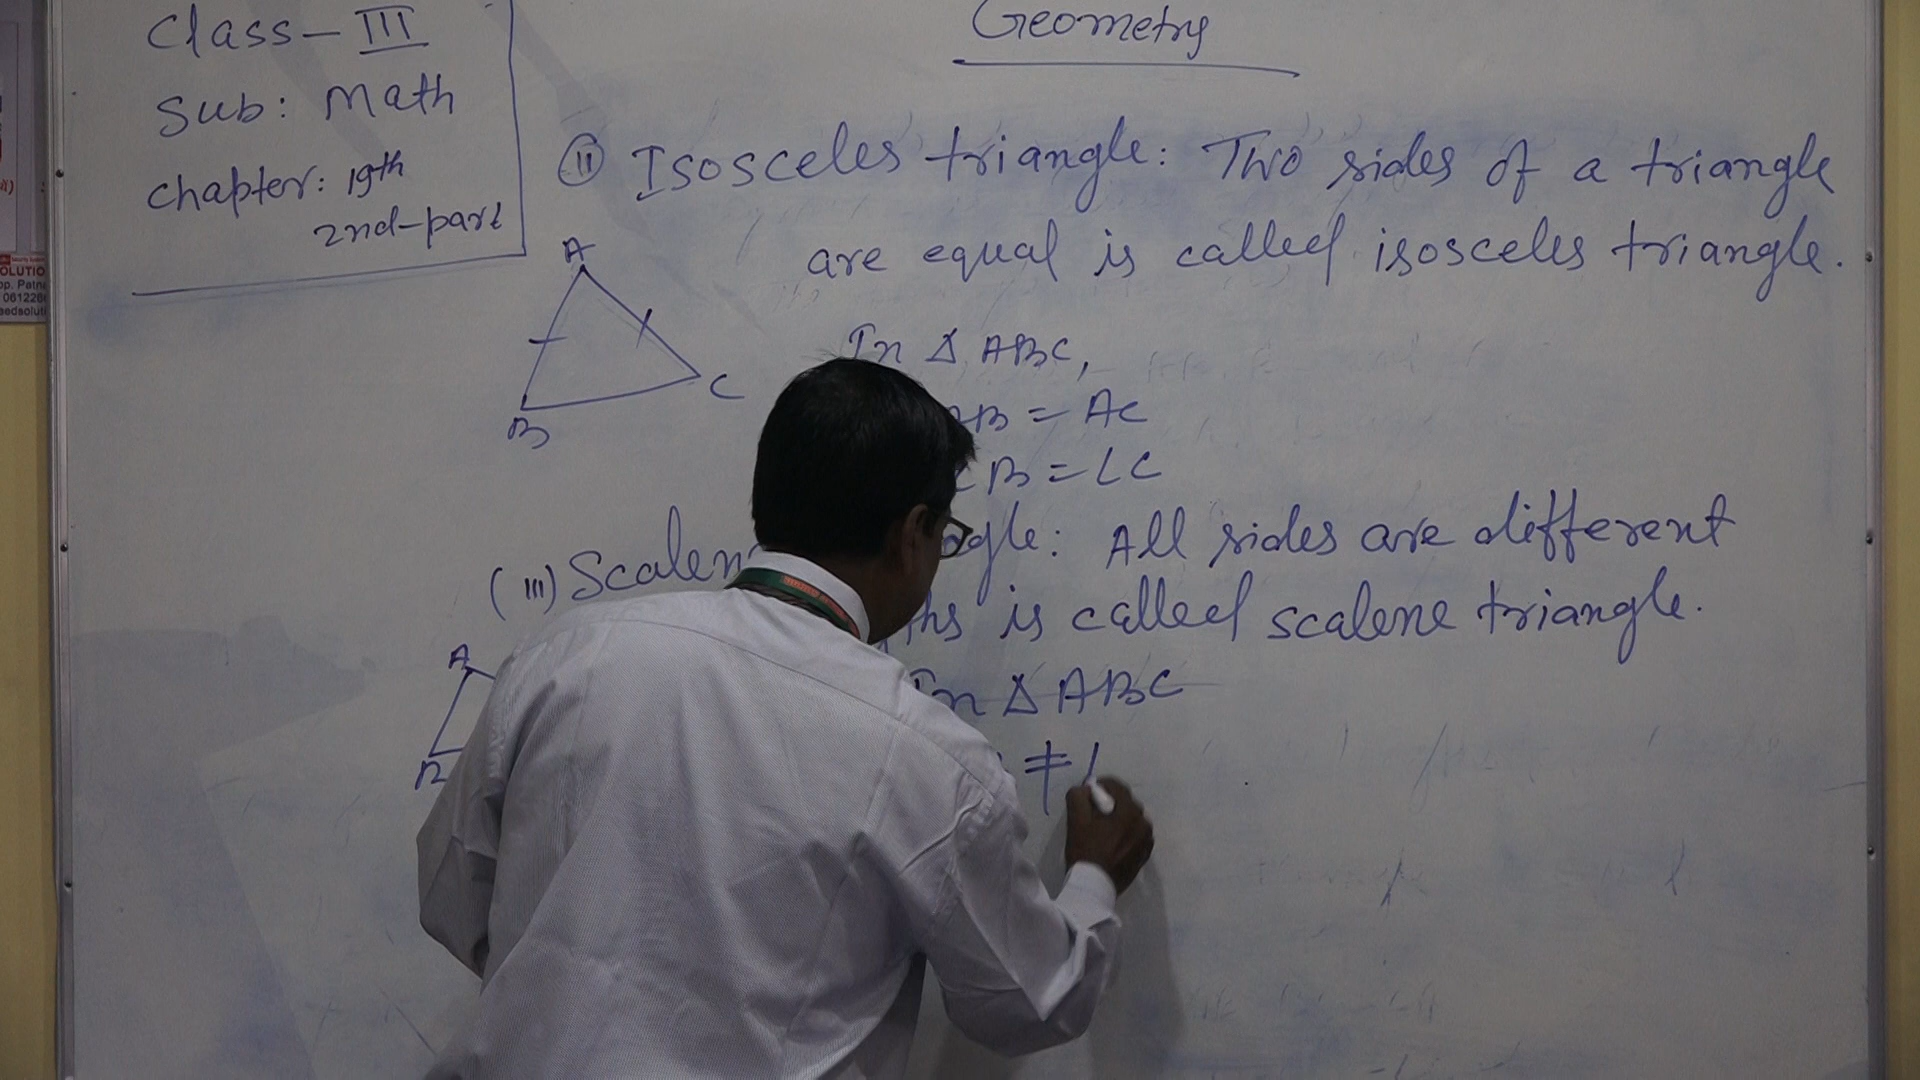 Class - III
Sub: Math
Chapter: 19th
2nd-part
Geometry
(ii) Isosceles triangle: Two sides of a triangle
are equal is called isosceles triangle.
A
B
C
In Δ ABC,
AB = AC
∠B = ∠C
(III) All sides are different
is called scalene triangle.
A
B
In Δ ABC
≠